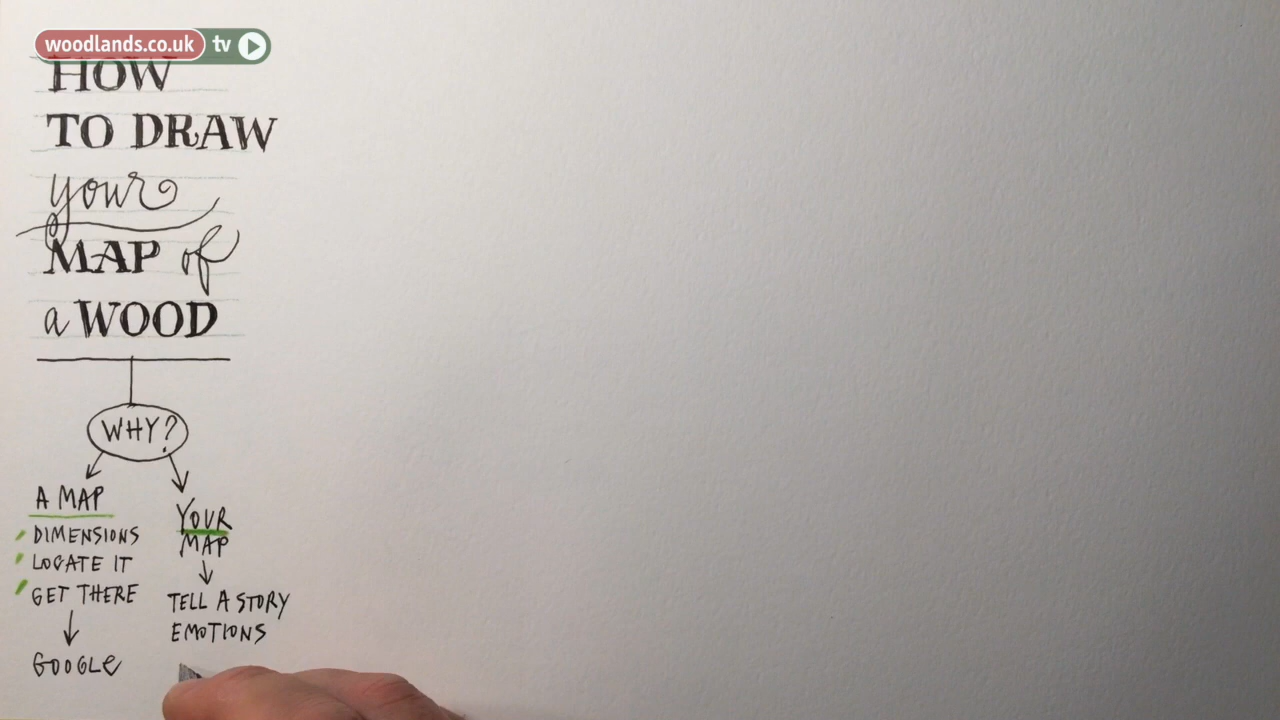 woodlands.co.uk tv
HOW
TO DRAW
your
MAP of
a WOOD
WHY?
A MAP
DIMENSIONS
LOCATE IT
GET THERE
GOOGLE
YOUR
MAP
TELL A STORY
EMOTIONS